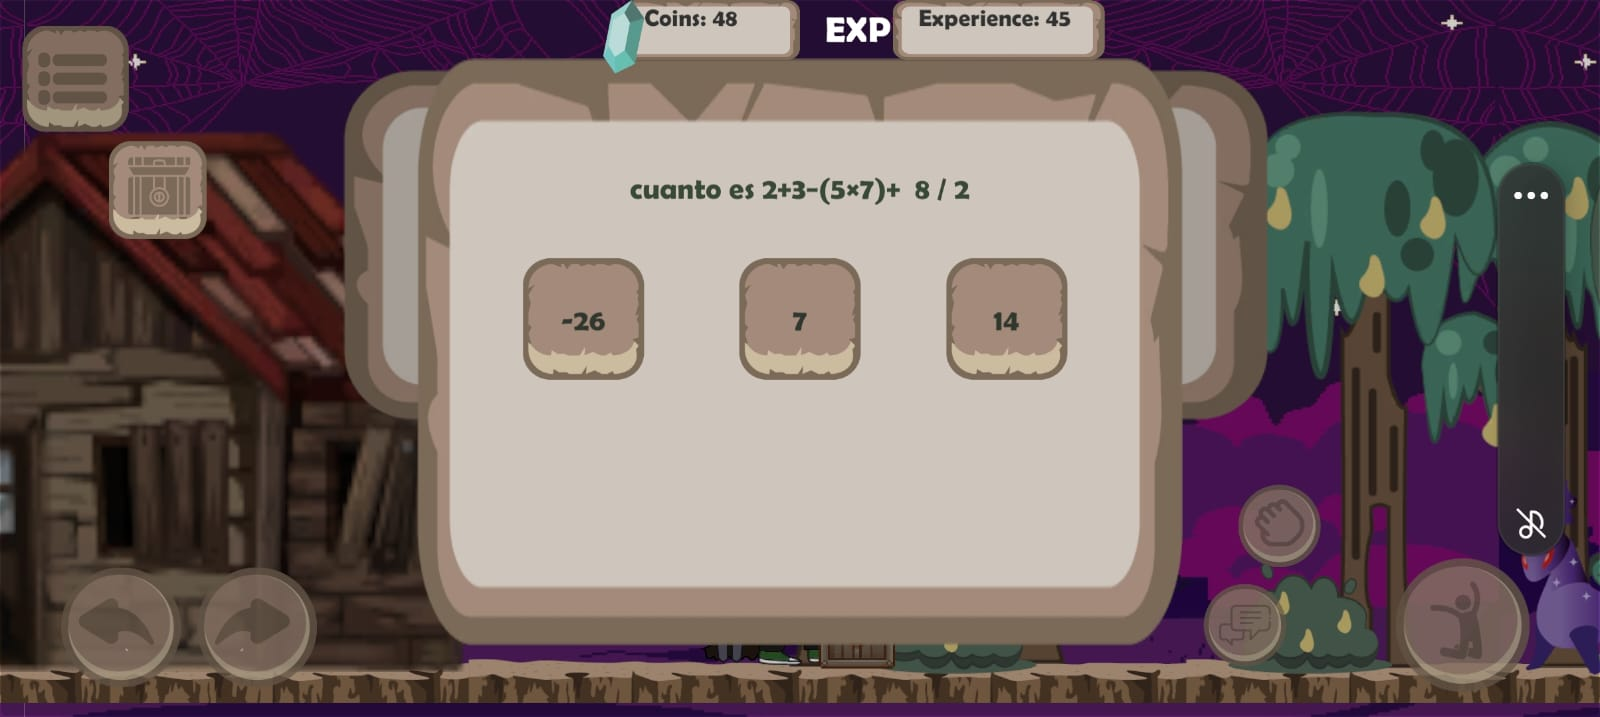 Coins: 48
EXP
Experience: 45
cuanto es 2+3-(5×7)+ 8 / 2
-26
7
14